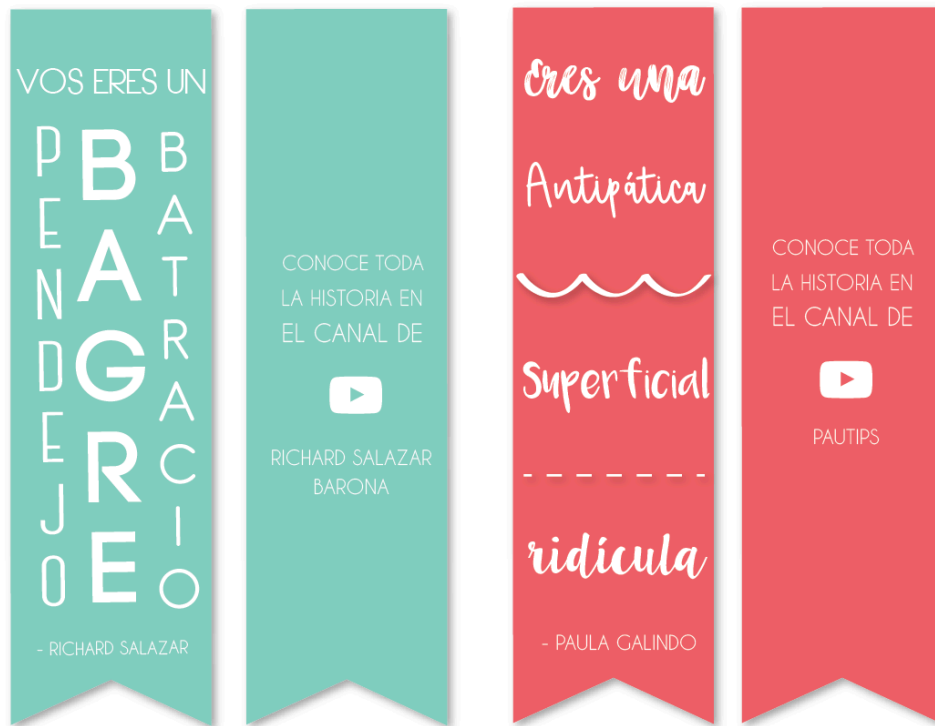 VOS ERES UN
PENDEJO
BAGRE
BATRACIO
- RICHARD SALAZAR
CONOCE TODA
LA HISTORIA EN
EL CANAL DE
RICHARD SALAZAR
BARONA
eres una
Antipática
Superficial
ridícula
- PAULA GALINDO
CONOCE TODA
LA HISTORIA EN
EL CANAL DE
PAUTIPS